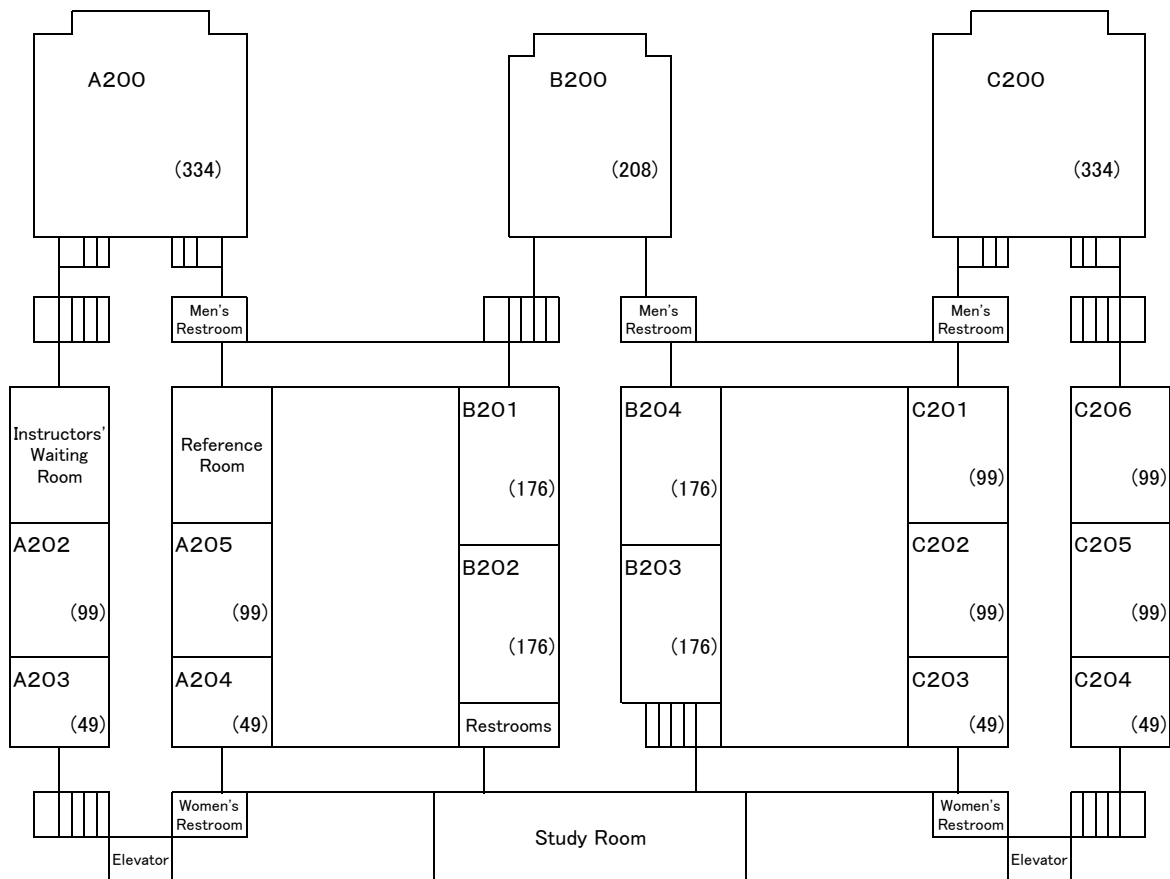 A200
B200
C200
(334)
(208)
(334)
Men's
Restroom
Men's
Restroom
Men's
Restroom
Instructors'
Waiting
Room
Reference
Room
B201
(176)
B204
(176)
C201
(99)
C206
(99)
A202
(99)
A205
(99)
B202
(176)
B203
(176)
C202
(99)
C205
(99)
A203
(49)
A204
(49)
Restrooms
C203
(49)
C204
(49)
Women's
Restroom
Study Room
Women's
Restroom
Elevator
Elevator